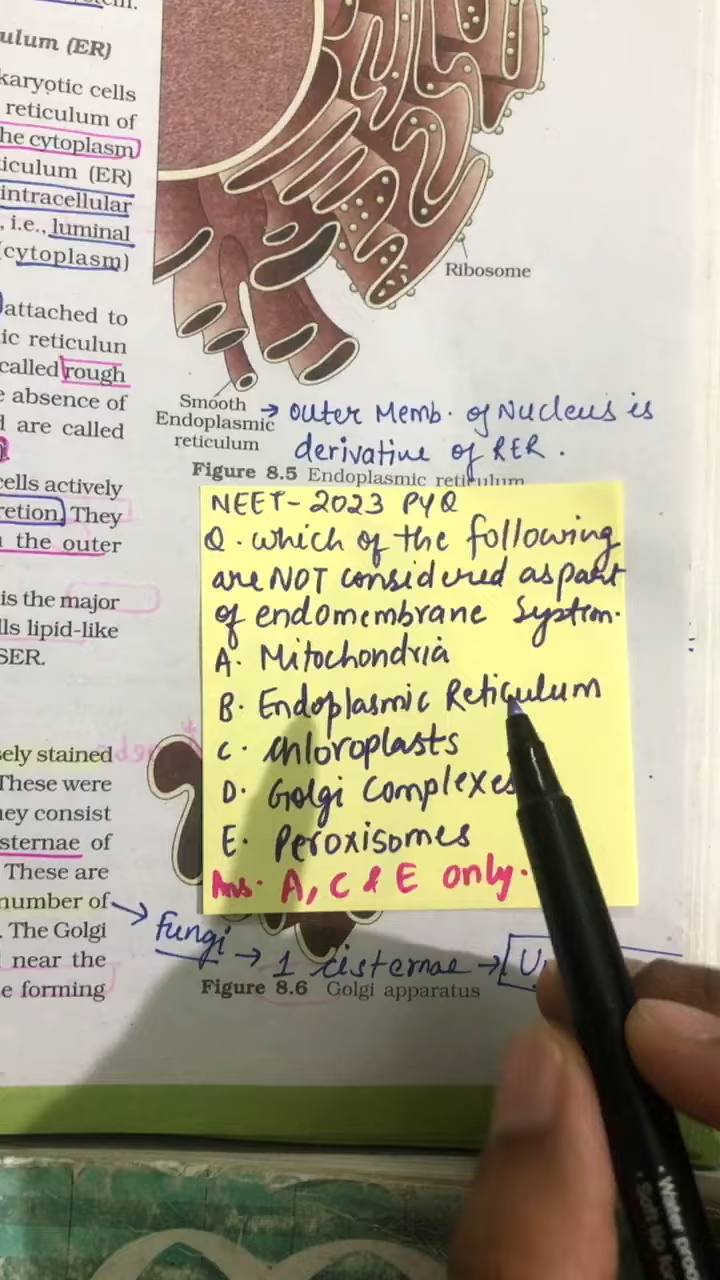 ulum (ER)
karyotic cells
reticulum of
he cytoplasm
iculum (ER)
intracellular
, i.e., luminal
(cytoplasm)
attached to
ic reticulun
called rough
e absence of
d are called
cells actively
retion. They
the outer
is the major
lls lipid-like
SER.
ely stained
These were
hey consist
sternae of
These are
number of
. The Golgi
near the
e forming
Ribosome
Smooth
Endoplasmic
reticulum
→ outer Memb. of Nucleus is
derivative of RER.
Figure 8.5 Endoplasmic reticulum
NEET-2023 PYQ
Q. which of the following
are NOT considered as part
of endomembrane System.
A. Mitochondria
B. Endoplasmic Reticulum
C. Chloroplasts
D. Golgi Complexes
E. Peroxisomes
Ans. A, C & E only.
→ Fungi → 1 cisternae →
Figure 8.6 Golgi apparatus
Water proo